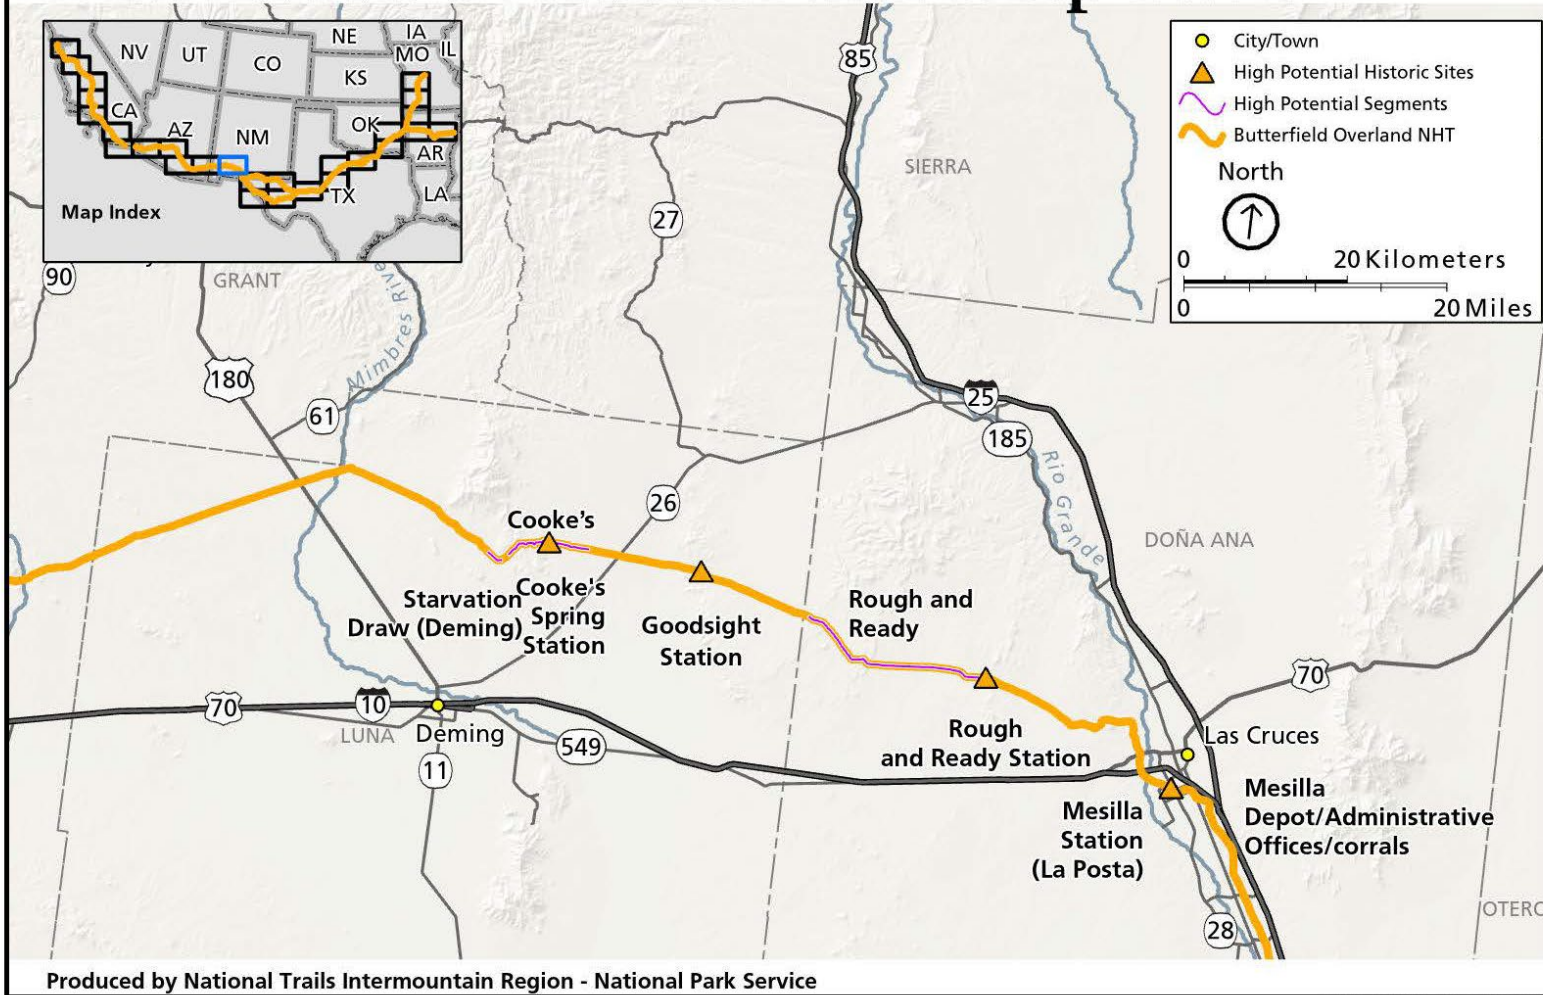 NV
UT
CO
NE
IA
MO
IL
KS
CA
AZ
NM
OK
AR
TX
LA
Map Index
City/Town
High Potential Historic Sites
High Potential Segments
Butterfield Overland NHT
North
0
20 Kilometers
0
20 Miles
85
SIERRA
27
90
GRANT
Mimbres River
180
61
25
185
Rio Grande
26
Cooke's
DOÑA ANA
Starvation
Draw (Deming)
Cooke's
Spring
Station
Goodsight
Station
Rough and
Ready
70
10
70
LUNA
Deming
549
11
Rough
and Ready Station
Las Cruces
Mesilla
Station
(La Posta)
Mesilla
Depot/Administrative
Offices/corrals
28
Produced by National Trails Intermountain Region - National Park Service